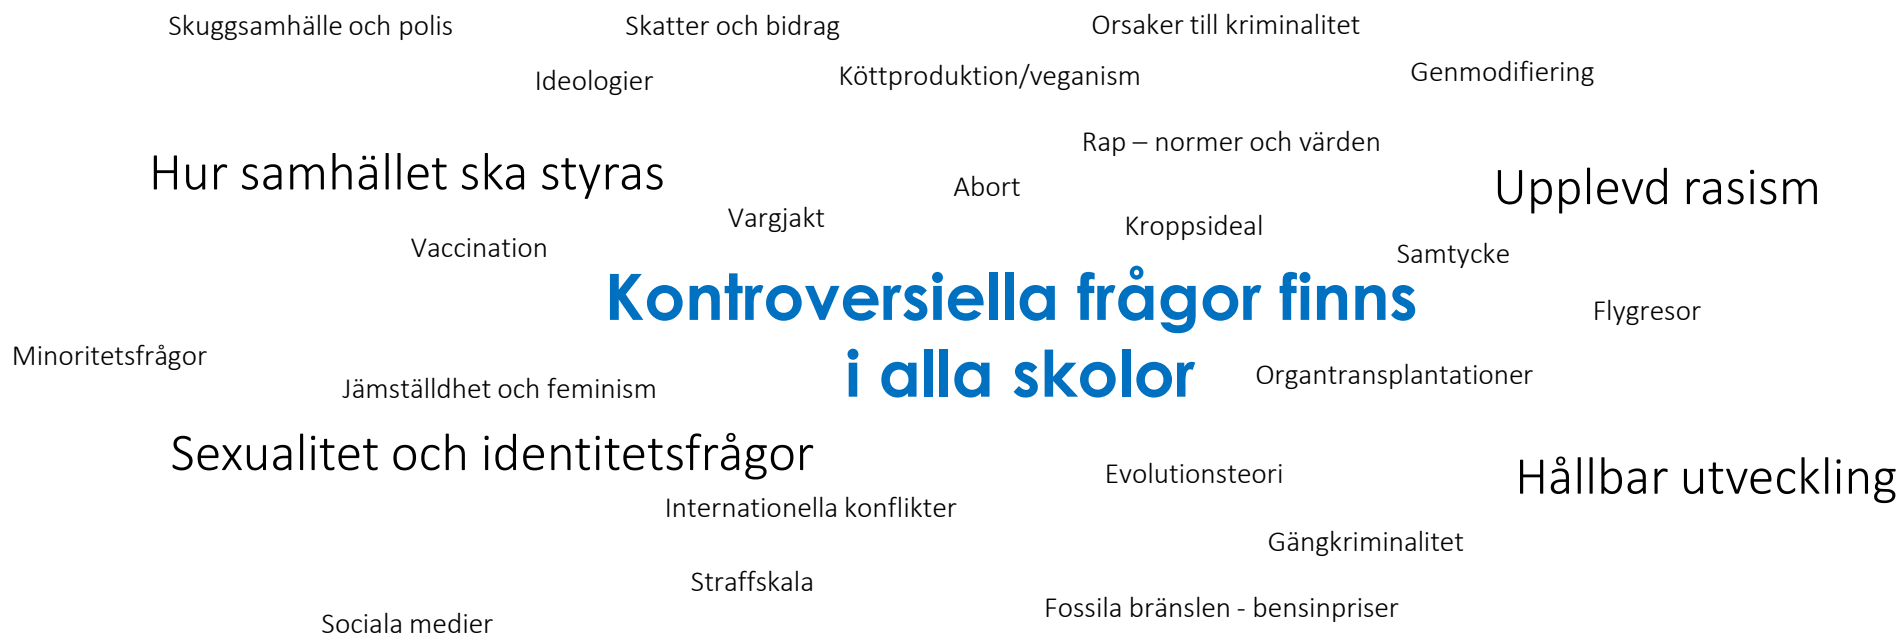 Skuggsamhälle och polis
Skatter och bidrag
Orsaker till kriminalitet
Ideologier
Köttproduktion/veganism
Genmodifiering
Rap – normer och värden
Hur samhället ska styras
Abort
Upplevd rasism
Vargjakt
Kroppsideal
Vaccination
Samtycke
Kontroversiella frågor finns
i alla skolor
Flygresor
Minoritetsfrågor
Jämställdhet och feminism
Organtransplantationer
Sexualitet och identitetsfrågor
Evolutionsteori
Hållbar utveckling
Internationella konflikter
Gängkriminalitet
Straffskala
Fossila bränslen - bensinpriser
Sociala medier